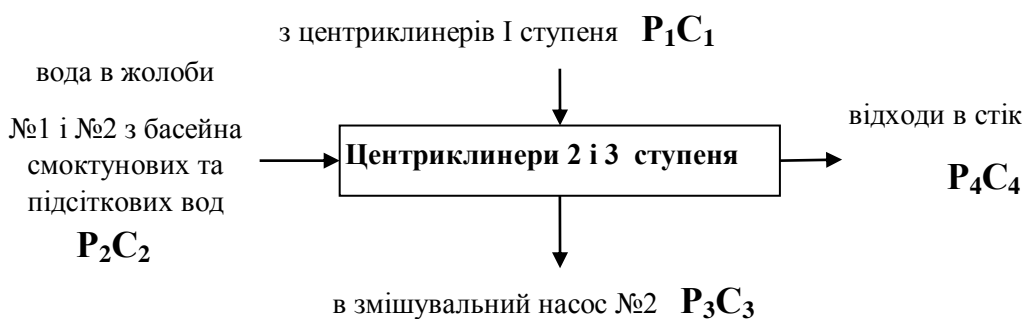 з центриклинерів І ступеня P₁C₁
вода в жолоби
№1 і №2 з басейна
смоктунових та
підсіткових вод
P₂C₂
Центриклинери 2 і 3 ступеня
відходи в стік
P₄C₄
в змішувальний насос №2 P₃C₃